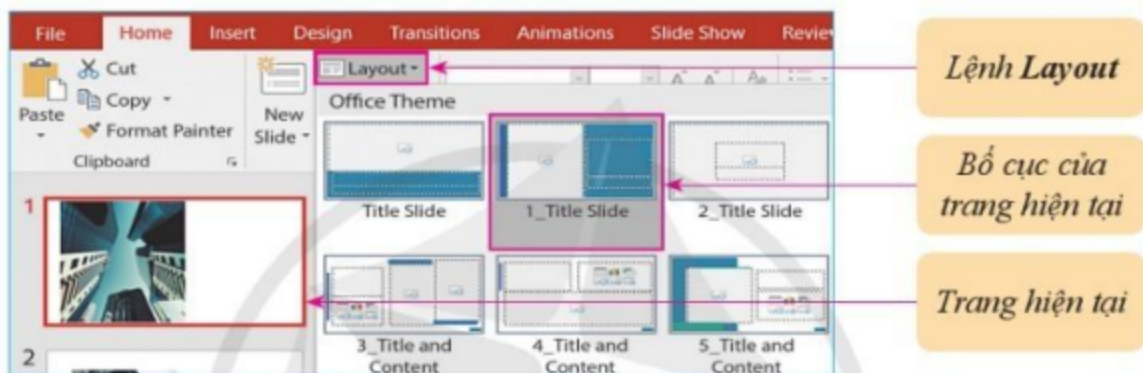 File Home Insert Design Transitions Animations Slide Show
Cut
Copy
Format Painter
Paste
Clipboard
New
Slide
Layout
Office Theme
Title Slide
1_Title Slide
2_Title Slide
3_Title and
Content
4_Title and
Content
5_Title and
Content
1
2
Lệnh Layout
Bố cục của
trang hiện tại
Trang hiện tại